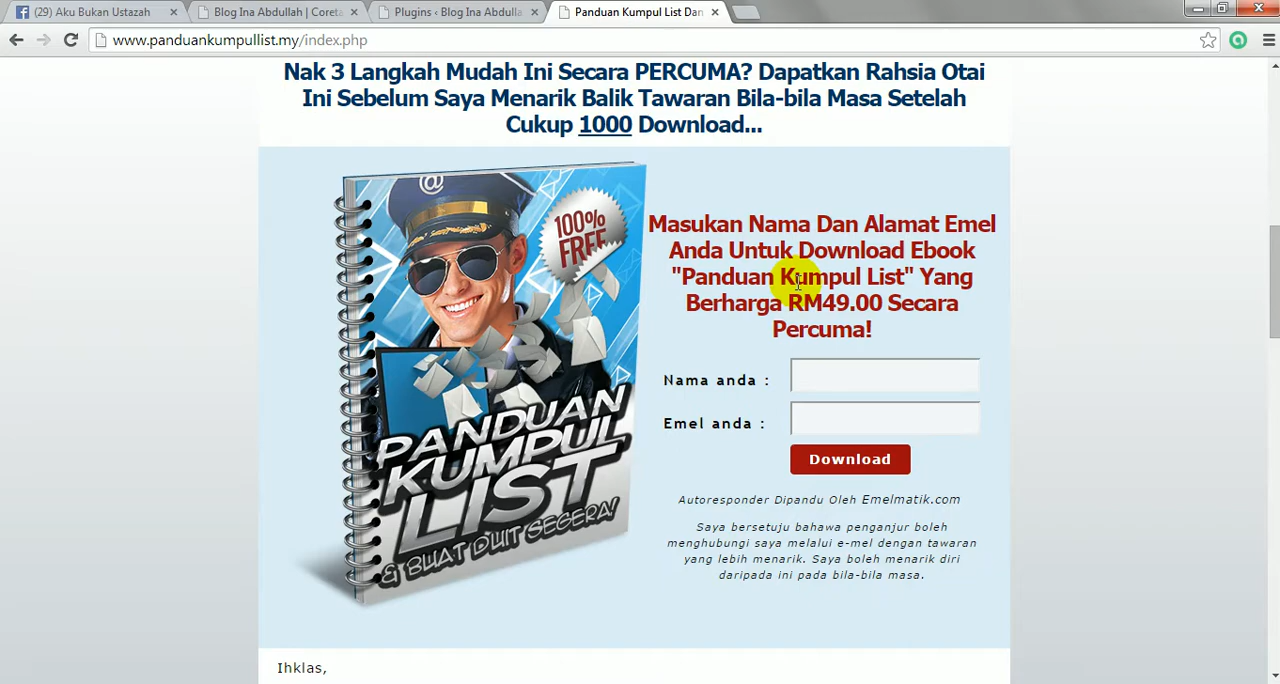 (29) Aku Bukan Ustazah
Blog Ina Abdullah | Coreta
Plugins ‹ Blog Ina Abdulla
Panduan Kumpul List Dan
www.panduankumpullist.my/index.php
Nak 3 Langkah Mudah Ini Secara PERCUMA? Dapatkan Rahsia Otai
Ini Sebelum Saya Menarik Balik Tawaran Bila-bila Masa Setelah
Cukup 1000 Download...
@
100%
FREE
PANDUAN
KUMPUL
LIST
& BUAT DUIT SEGERA!
Masukan Nama Dan Alamat Emel
Anda Untuk Download Ebook
"Panduan Kumpul List" Yang
Berharga RM49.00 Secara
Percuma!
Nama anda :
Emel anda :
Download
Autoresponder Dipandu Oleh Emelmatik.com
Saya bersetuju bahawa penganjur boleh
menghubungi saya melalui e-mel dengan tawaran
yang lebih menarik. Saya boleh menarik diri
daripada ini pada bila-bila masa.
Ihklas,